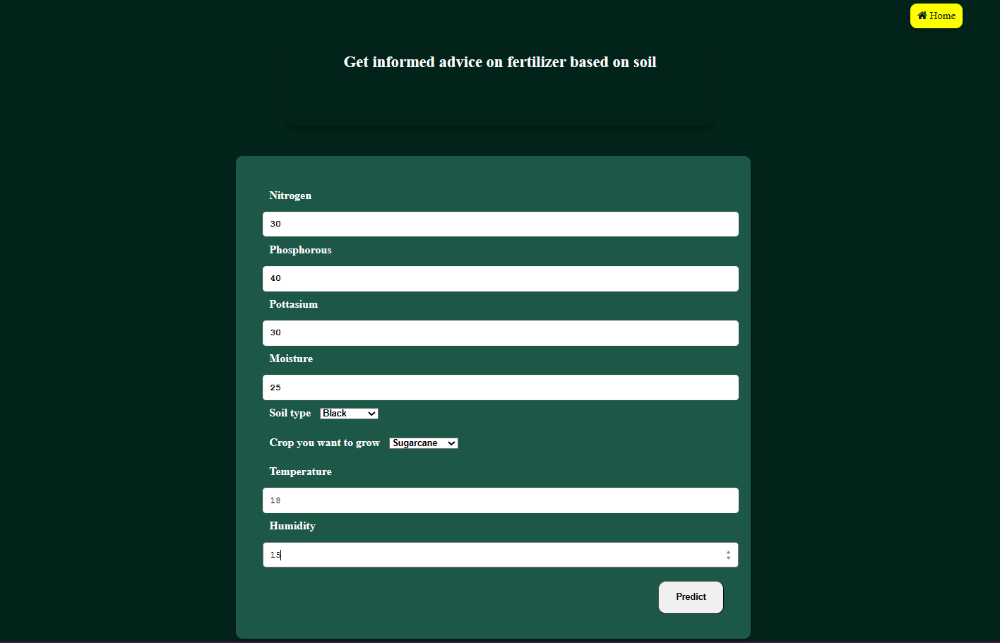 Home
Get informed advice on fertilizer based on soil
Nitrogen
30
Phosphorous
40
Pottasium
30
Moisture
25
Soil type Black
Crop you want to grow Sugarcane
Temperature
18
Humidity
15
Predict